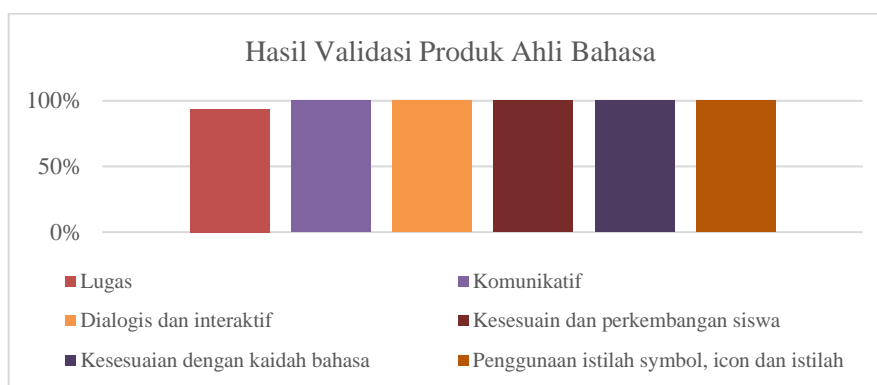 Hasil Validasi Produk Ahli Bahasa
100%
50%
0%
Lugas
Komunikatif
Dialogis dan interaktif
Kesesuain dan perkembangan siswa
Kesesuaian dengan kaidah bahasa
Penggunaan istilah symbol, icon dan istilah